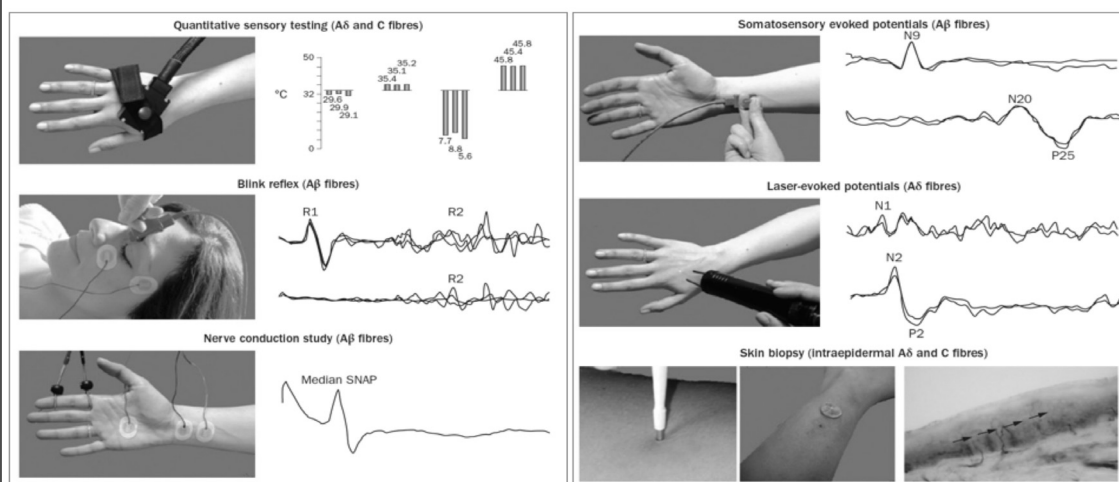 Quantitative sensory testing (Aδ and C fibres)
50
°C
32
0
29.6
29.9
29.1
35.4
35.1
35.2
7.7
8.8
5.6
45.8
45.4
45.8
Blink reflex (Aβ fibres)
R1
R2
R2
Nerve conduction study (Aβ fibres)
Median SNAP
Somatosensory evoked potentials (Aβ fibres)
N9
N20
P25
Laser-evoked potentials (Aδ fibres)
N1
N2
P2
Skin biopsy (intraepidermal Aδ and C fibres)